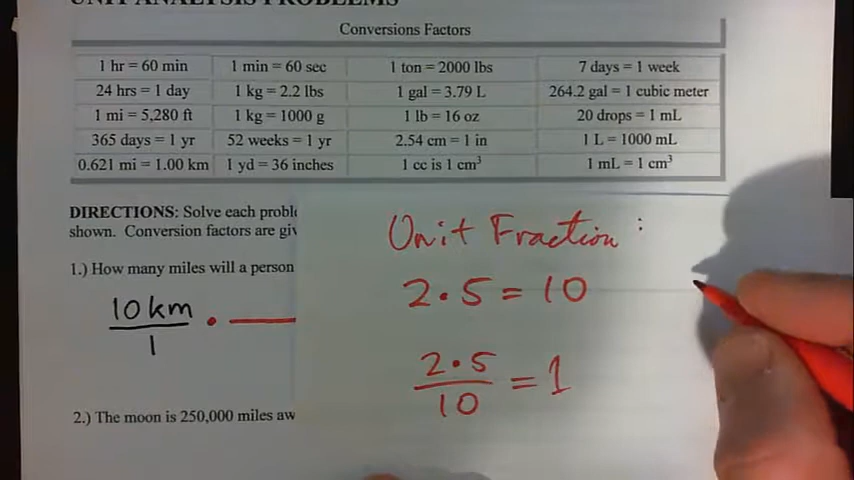 UNIT ANALYSIS PROBLEMS
Conversions Factors
1 hr = 60 min 1 min = 60 sec 1 ton = 2000 lbs 7 days = 1 week
24 hrs = 1 day 1 kg = 2.2 lbs 1 gal = 3.79 L 264.2 gal = 1 cubic meter
1 mi = 5,280 ft 1 kg = 1000 g 1 lb = 16 oz 20 drops = 1 mL
365 days = 1 yr 52 weeks = 1 yr 2.54 cm = 1 in 1 L = 1000 mL
0.621 mi = 1.00 km 1 yd = 36 inches 1 cc is 1 cm³ 1 mL = 1 cm³
DIRECTIONS: Solve each
shown. Conversion factors are
1.) How many miles will a person
10 km
1
2.) The moon is 250,000 miles
Unit Fraction :
2 • 5 = 10
2 • 5
10
= 1